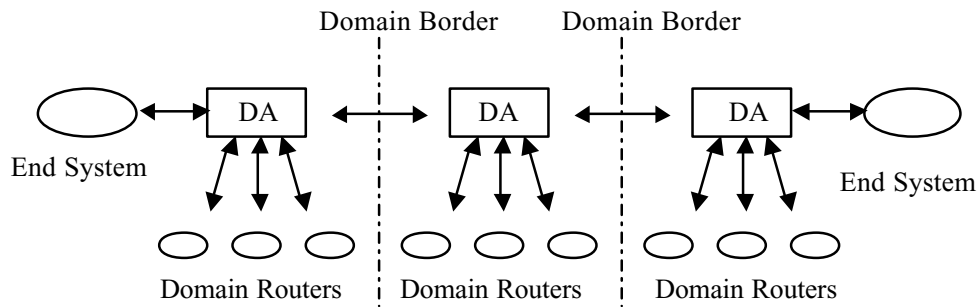 Domain Border
Domain Border
DA
DA
DA
End System
End System
Domain Routers
Domain Routers
Domain Routers